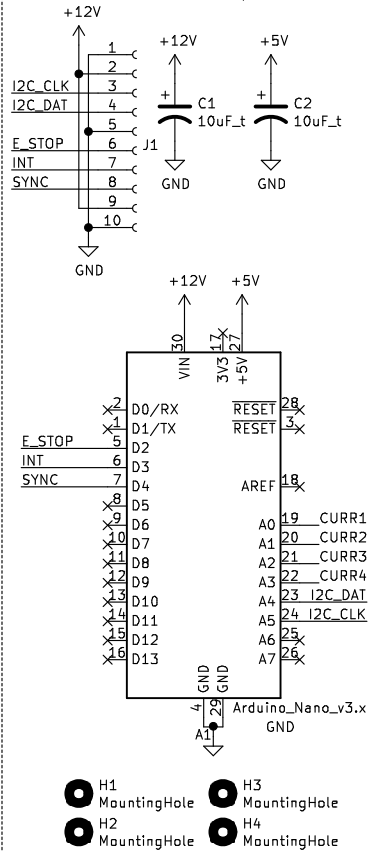 +12V
1
2
I2C_CLK 3
I2C_DAT 4
5
E_STOP 6 J1
INT 7
SYNC 8
9
10
GND
+12V
+
C1
10uF_t
GND
+5V
+
C2
10uF_t
GND
+12V +5V
30 17 27
VIN 3V3 +5V
2 D0/RX RESET 28
1 D1/TX RESET 3
E_STOP 5 D2
INT 6 D3
SYNC 7 D4 AREF 18
8 D5
9 D6 A0 19 CURR1
10 D7 A1 20 CURR2
11 D8 A2 21 CURR3
12 D9 A3 22 CURR4
13 D10 A4 23 I2C_DAT
14 D11 A5 24 I2C_CLK
15 D12 A6 25
16 D13 A7 26
GND GND
4 29
Arduino_Nano_v3.x
A1 GND
H1
MountingHole
H3
MountingHole
H2
MountingHole
H4
MountingHole